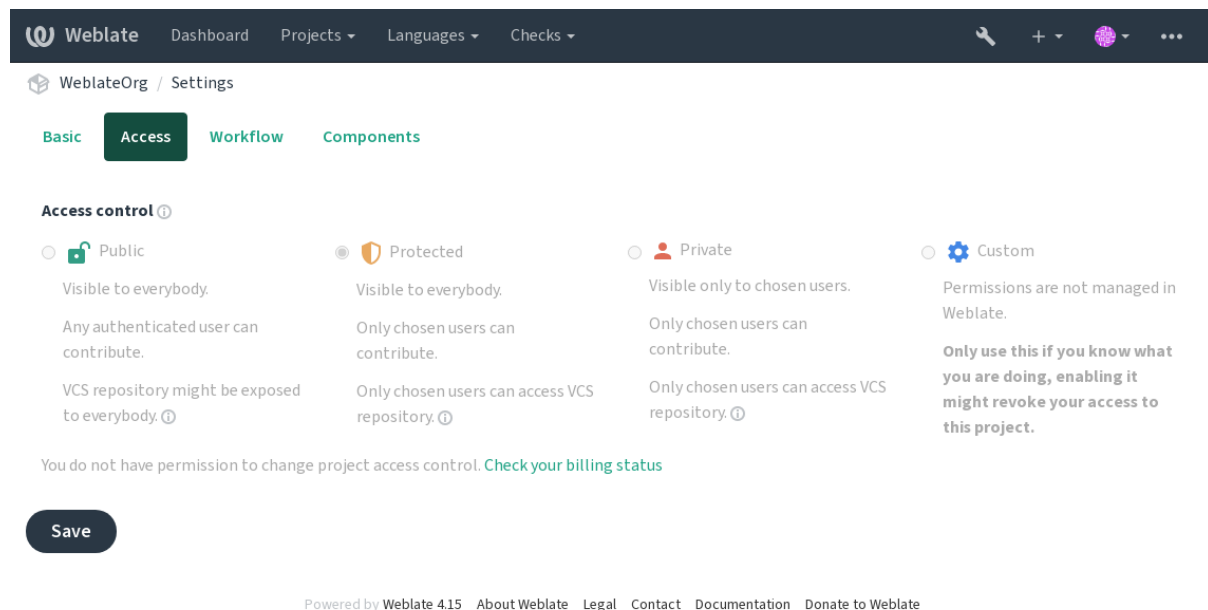 Weblate Dashboard Projects Languages Checks
WeblateOrg / Settings
Basic Access Workflow Components
Access control
Public
Visible to everybody.
Any authenticated user can
contribute.
VCS repository might be exposed
to everybody.
Protected
Visible to everybody.
Only chosen users can
contribute.
Only chosen users can access VCS
repository.
Private
Visible only to chosen users.
Only chosen users can
contribute.
Only chosen users can access VCS
repository.
Custom
Permissions are not managed in
Weblate.
Only use this if you know what
you are doing, enabling it
might revoke your access to
this project.
You do not have permission to change project access control. Check your billing status
Save
Powered by Weblate 4.15 About Weblate Legal Contact Documentation Donate to Weblate